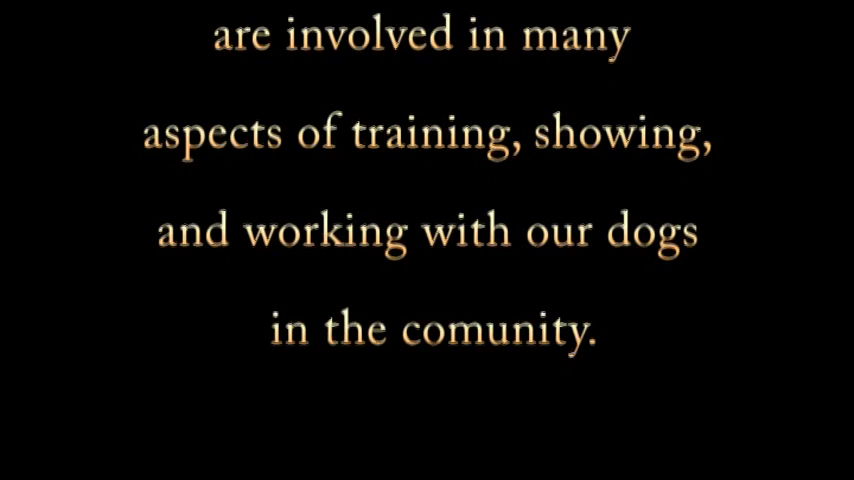 are involved in many
aspects of training, showing,
and working with our dogs
in the comunity.